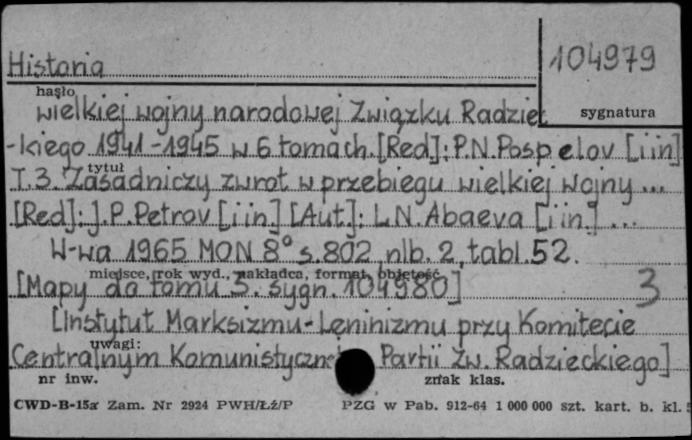 104979
Historia
hasło
wielkiej wojny narodowej Związku Radziec
sygnatura
-kiego 1941-1945 w 6 tomach.[Red]: P.N. Pospelov [i in]
tytuł
T.3. Zasadniczy zwrot w przebiegu wielkiej wojny ...
[Red]: J.P. Petrov [i in] [Aut]: L.N. Abaeva [i in.] ...
W-wa 1965 MON 8° s. 802, nlb. 2, tabl. 52.
miejsce, rok wyd., nakładca, format, objętość
[Mapy do tomu 3. sygn. 104980]
3
[Instytut Marksizmu-Leninizmu przy Komitecie
uwagi:
Centralnym Komunistycznej Partii Zw. Radzieckiego]
nr inw. znak klas.
CWD-B-15a Zam. Nr 2924 PWH/Łź/P PZG w Pab. 912-64 1 000 000 szt. kart. b. kl. 5